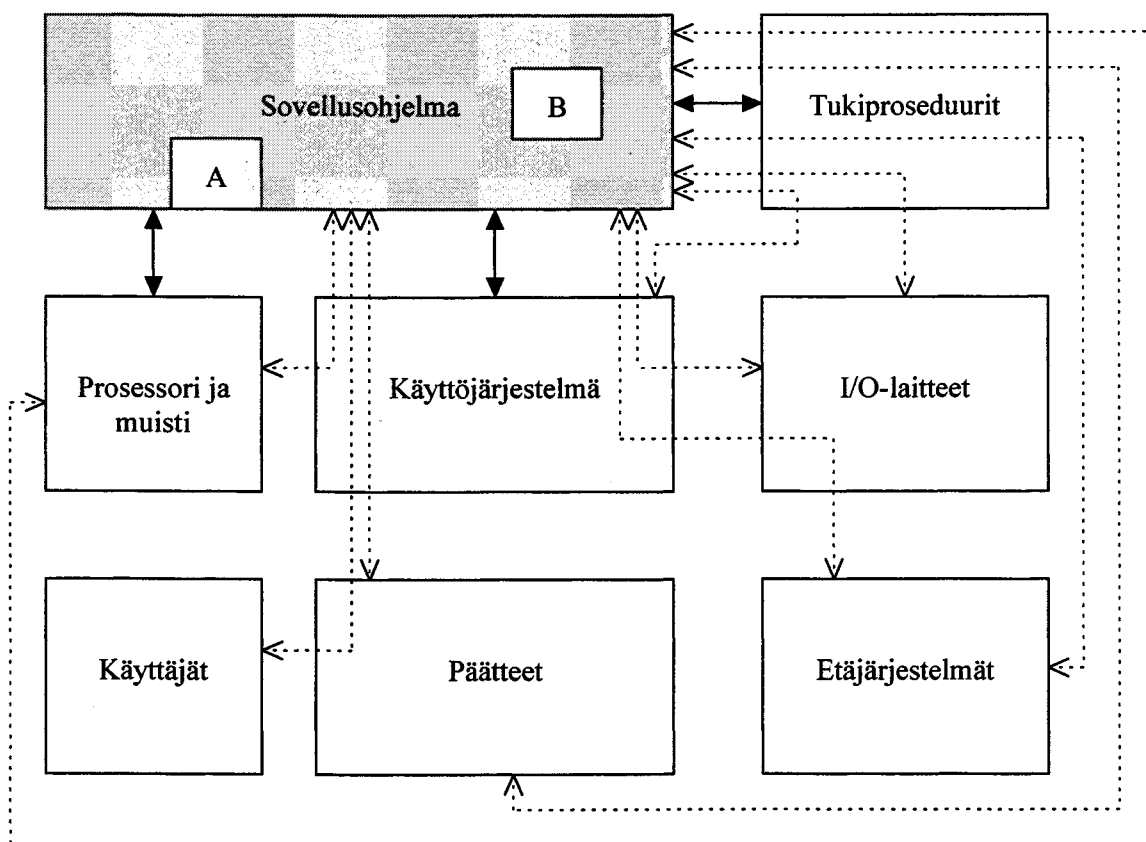 Sovellusohjelma
B
Tukiproseduurit
A
Prosessori ja
muisti
Käyttöjärjestelmä
I/O-laitteet
Käyttäjät
Päätteet
Etäjärjestelmät